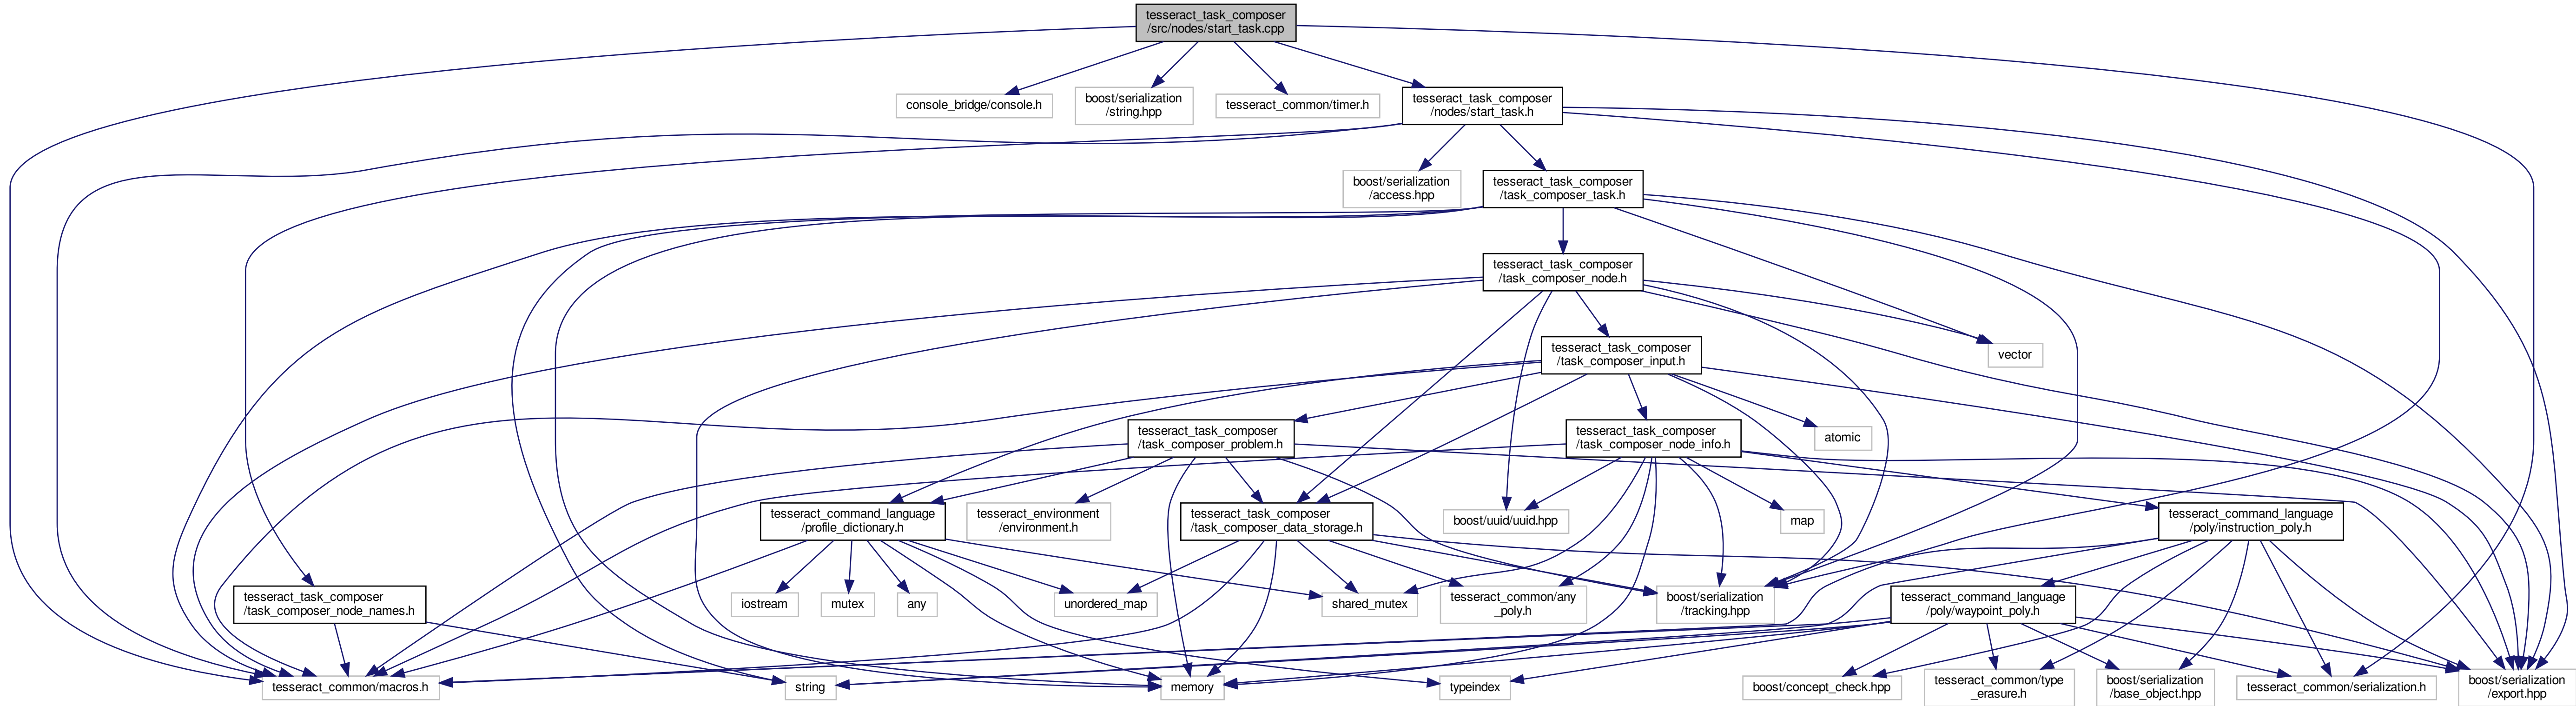 tesseract_task_composer
/src/nodes/start_task.cpp
console_bridge/console.h
boost/serialization
/string.hpp
tesseract_common/timer.h
tesseract_task_composer
/nodes/start_task.h
boost/serialization
/access.hpp
tesseract_task_composer
/task_composer_task.h
tesseract_task_composer
/task_composer_node.h
tesseract_task_composer
/task_composer_input.h
vector
tesseract_task_composer
/task_composer_problem.h
tesseract_task_composer
/task_composer_node_info.h
atomic
tesseract_command_language
/profile_dictionary.h
tesseract_environment
/environment.h
tesseract_task_composer
/task_composer_data_storage.h
boost/uuid/uuid.hpp
map
tesseract_command_language
/poly/instruction_poly.h
tesseract_task_composer
/task_composer_node_names.h
iostream
mutex
any
unordered_map
shared_mutex
tesseract_common/any
_poly.h
boost/serialization
/tracking.hpp
tesseract_command_language
/poly/waypoint_poly.h
tesseract_common/macros.h
string
memory
typeindex
boost/concept_check.hpp
tesseract_common/type
_erasure.h
boost/serialization
/base_object.hpp
tesseract_common/serialization.h
boost/serialization
/export.hpp